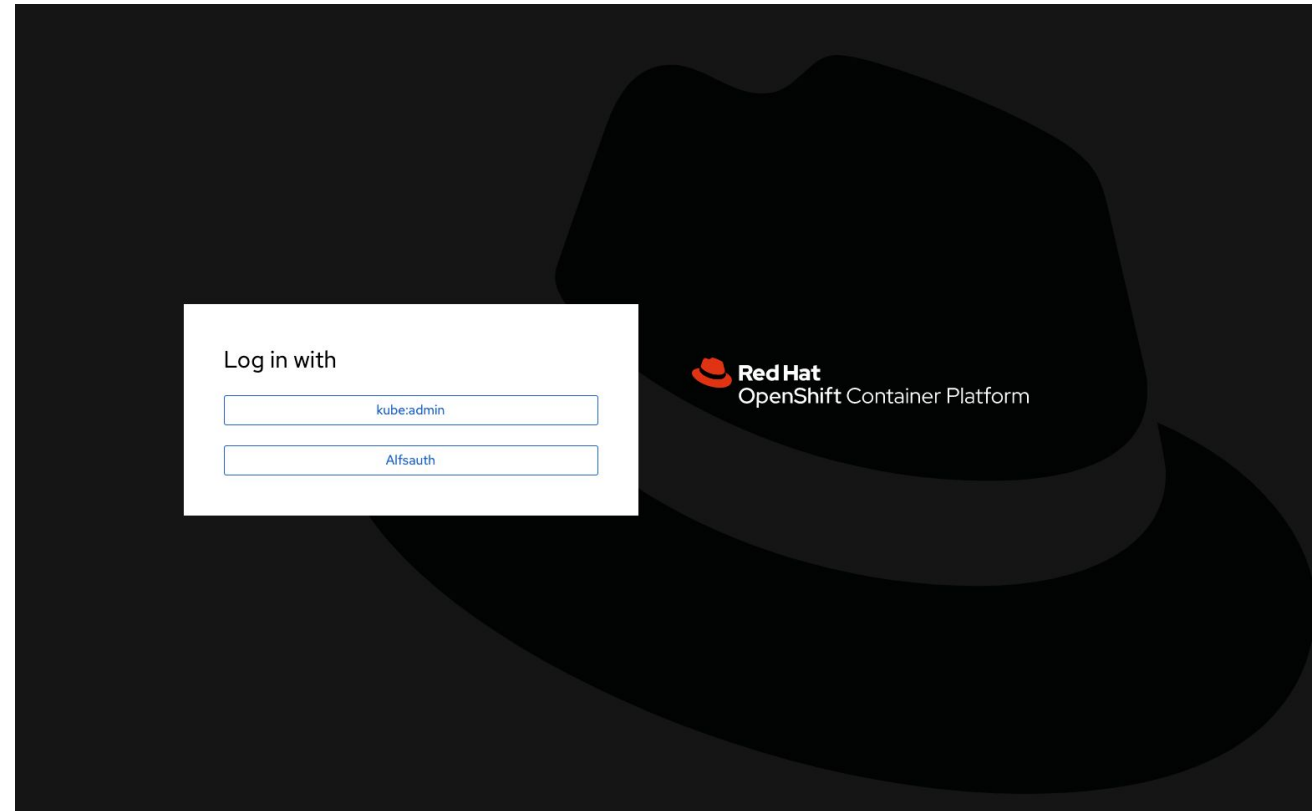 Log in with
kube:admin
Alfsauth
Red Hat
OpenShift Container Platform